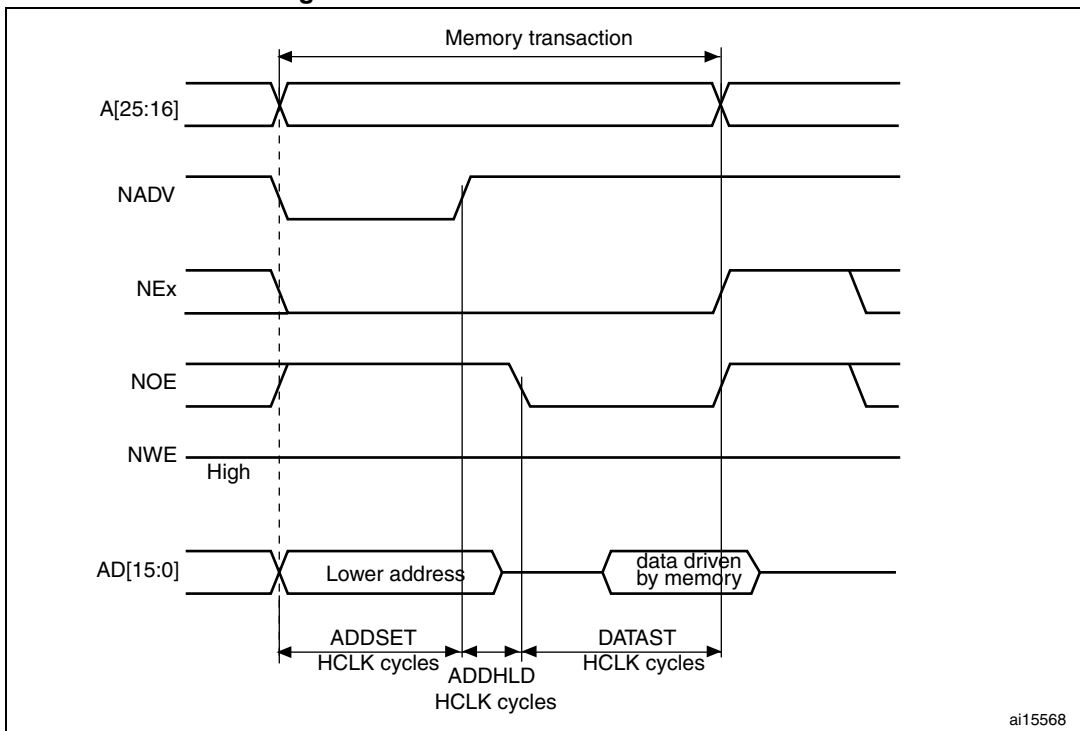 Memory transaction
A[25:16]
NADV
NEx
NOE
NWE
High
AD[15:0]
Lower address
data driven
by memory
ADDSET
HCLK cycles
ADDHLD
HCLK cycles
DATAST
HCLK cycles
ai15568